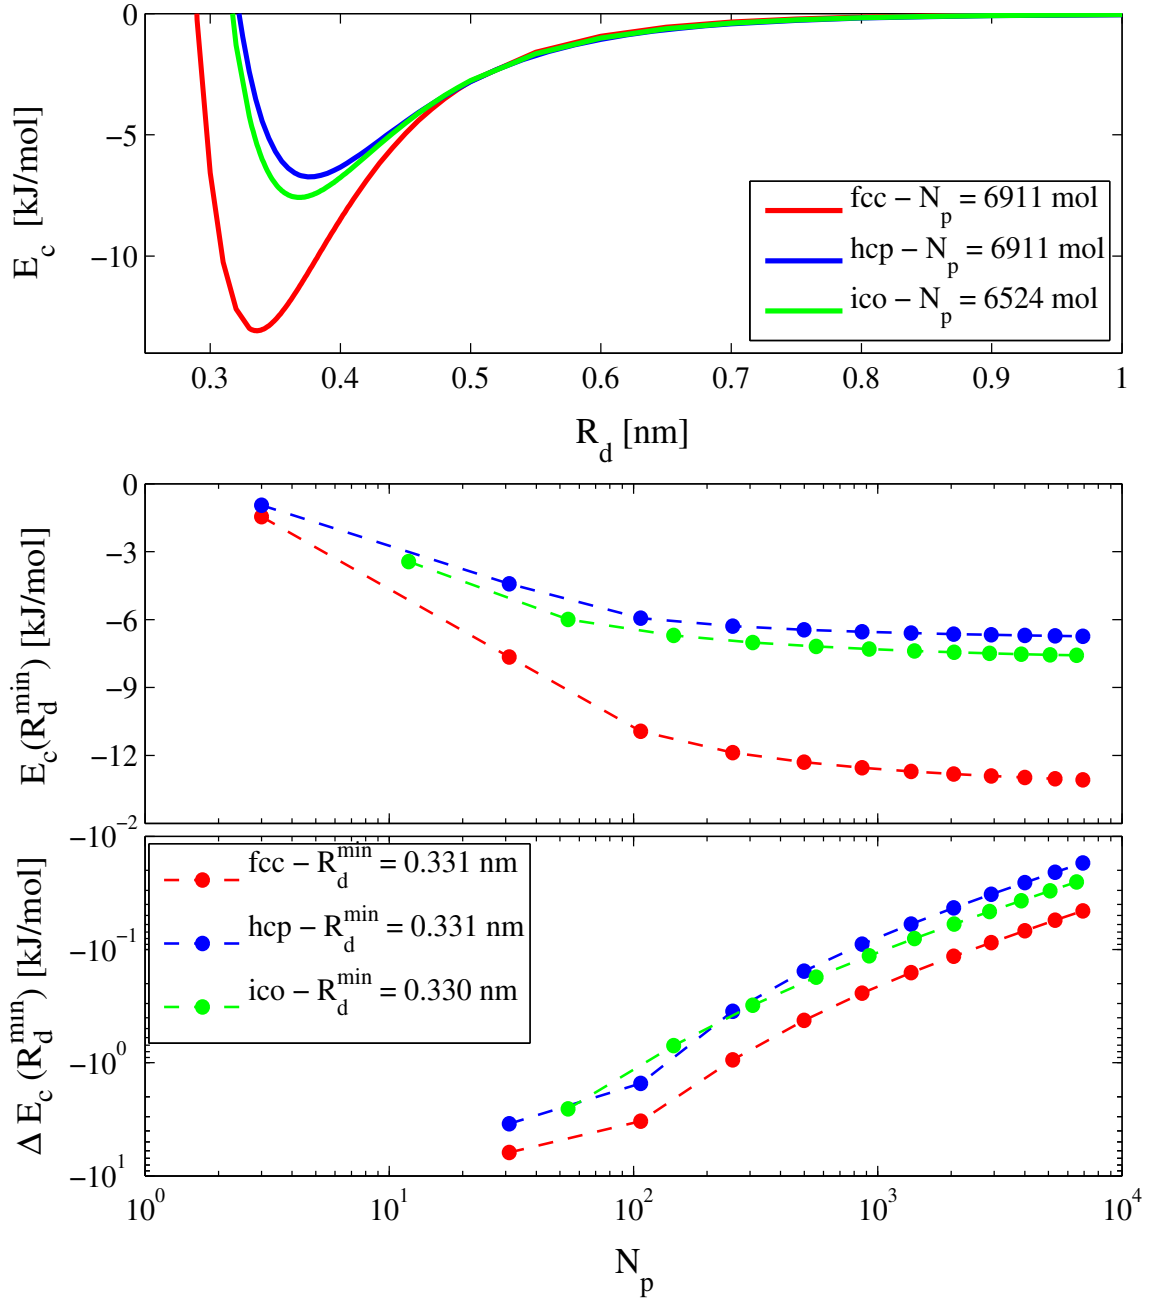 0
−5
−10
E_c [kJ/mol]
fcc − N_p = 6911 mol
hcp − N_p = 6911 mol
ico − N_p = 6524 mol
0.3 0.4 0.5 0.6 0.7 0.8 0.9 1
R_d [nm]
0
−3
−6
−9
−12
E_c(R_d^min) [kJ/mol]
−10^−2
−10^−1
−10^0
−10^1
Δ E_c (R_d^min) [kJ/mol]
fcc − R_d^min = 0.331 nm
hcp − R_d^min = 0.331 nm
ico − R_d^min = 0.330 nm
10^0 10^1 10^2 10^3 10^4
N_p